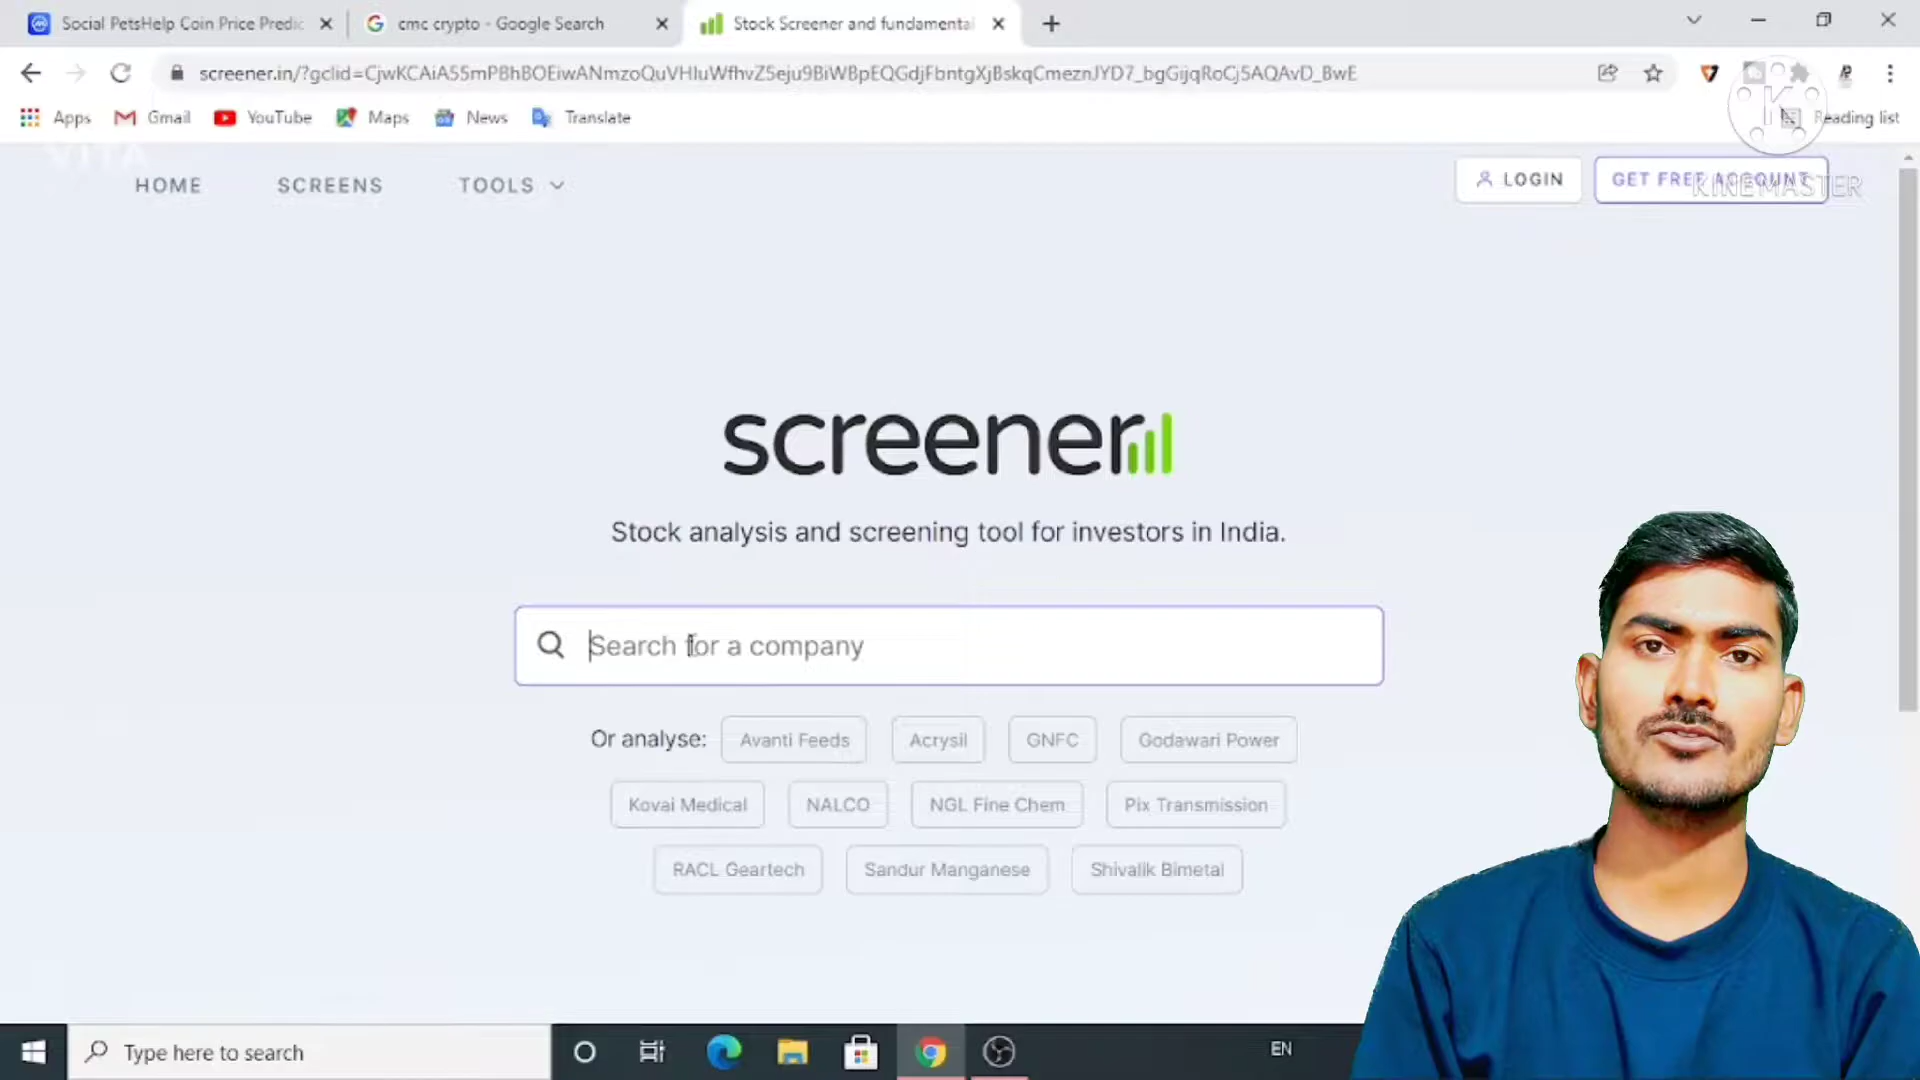 Social PetsHelp Coin Price Predic
cmc crypto - Google Search
Stock Screener and fundamental
screener.in/?gclid=CjwKCAiA55mPBhBOEiwANmzoQuVHIuWfhvZ5eju9BiWBpEQGdjFbntgXjBskqCmeznJYD7_bgGijqRoCj5AQAvD_BwE
Apps
Gmail
YouTube
Maps
News
Translate
Reading list
VITA
HOME
SCREENS
TOOLS
LOGIN
GET FREE ACCOUNT
KINEMASTER
screener
Stock analysis and screening tool for investors in India.
Search for a company
Or analyse:
Avanti Feeds
Acrysil
GNFC
Godawari Power
Kovai Medical
NALCO
NGL Fine Chem
Pix Transmission
RACL Geartech
Sandur Manganese
Shivalik Bimetal
Type here to search
EN